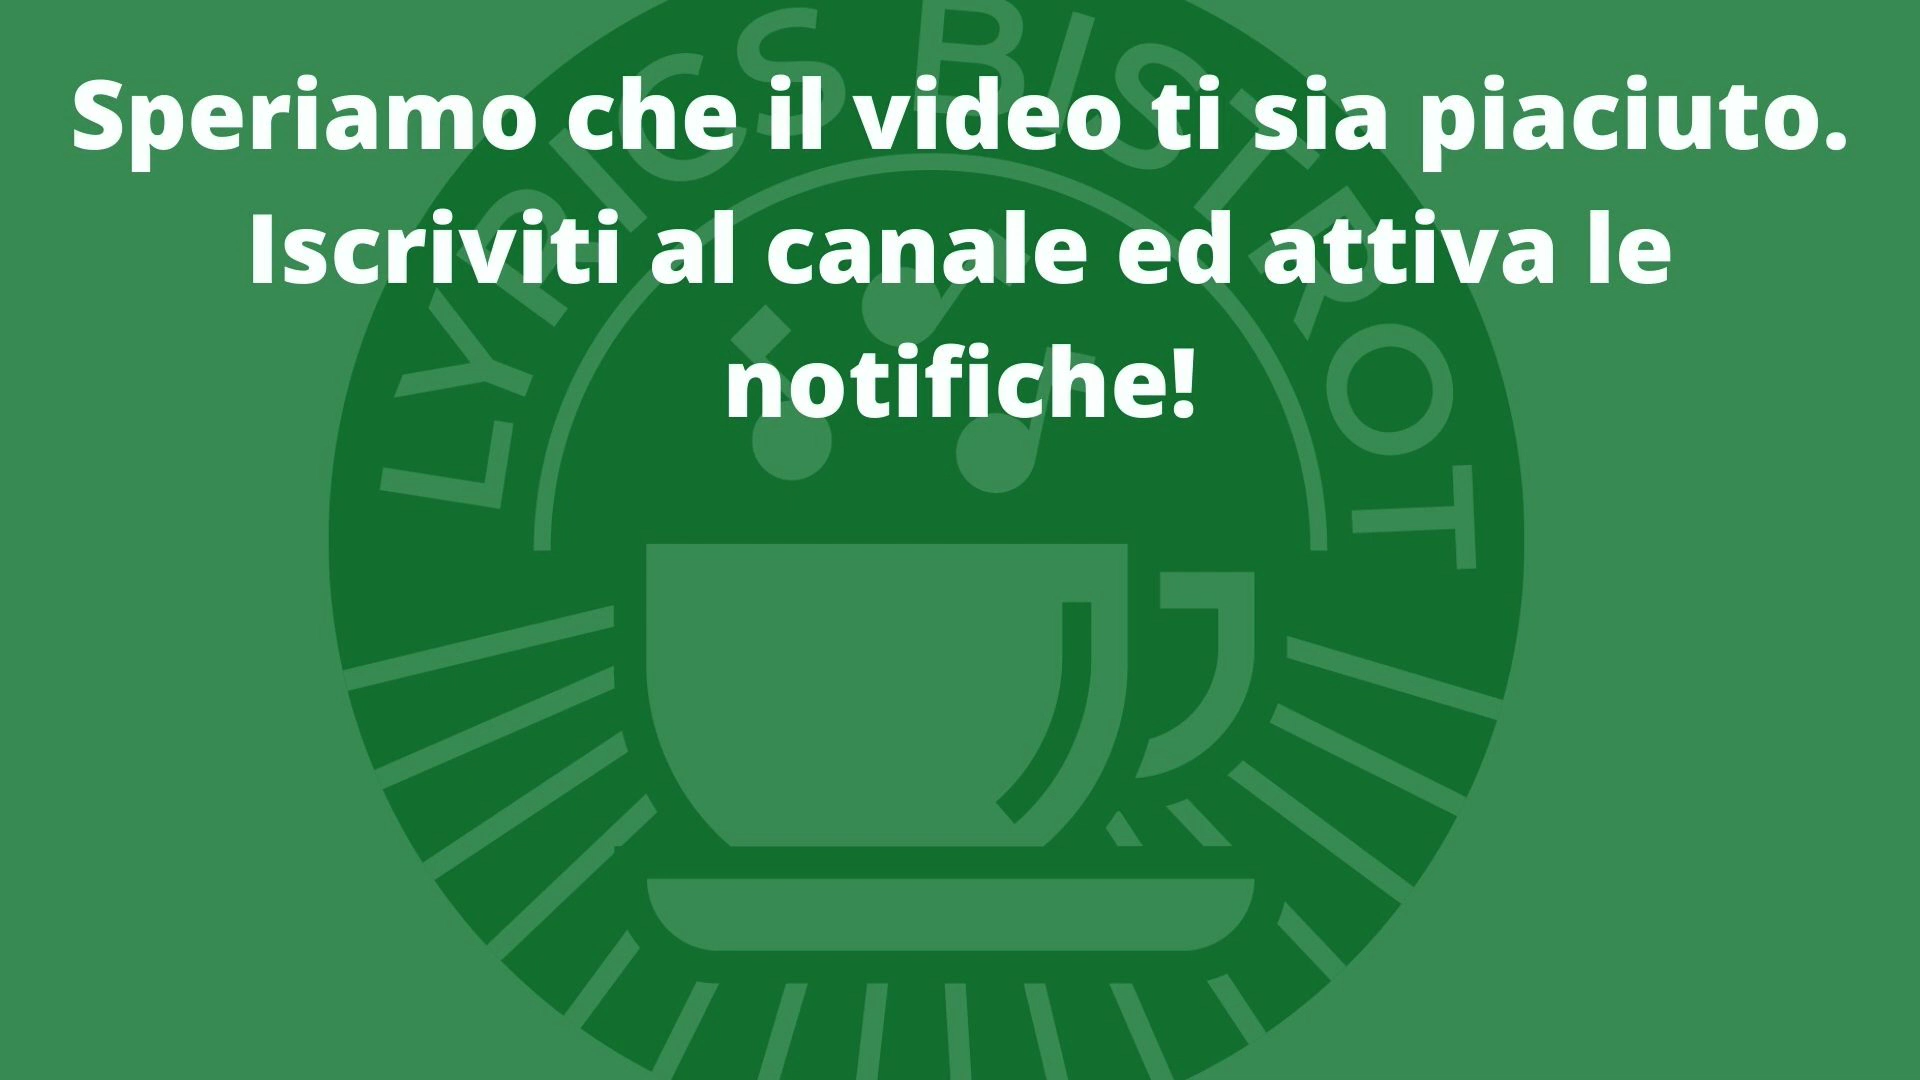 LYRICS BISTROT
Speriamo che il video ti sia piaciuto.
Iscriviti al canale ed attiva le
notifiche!